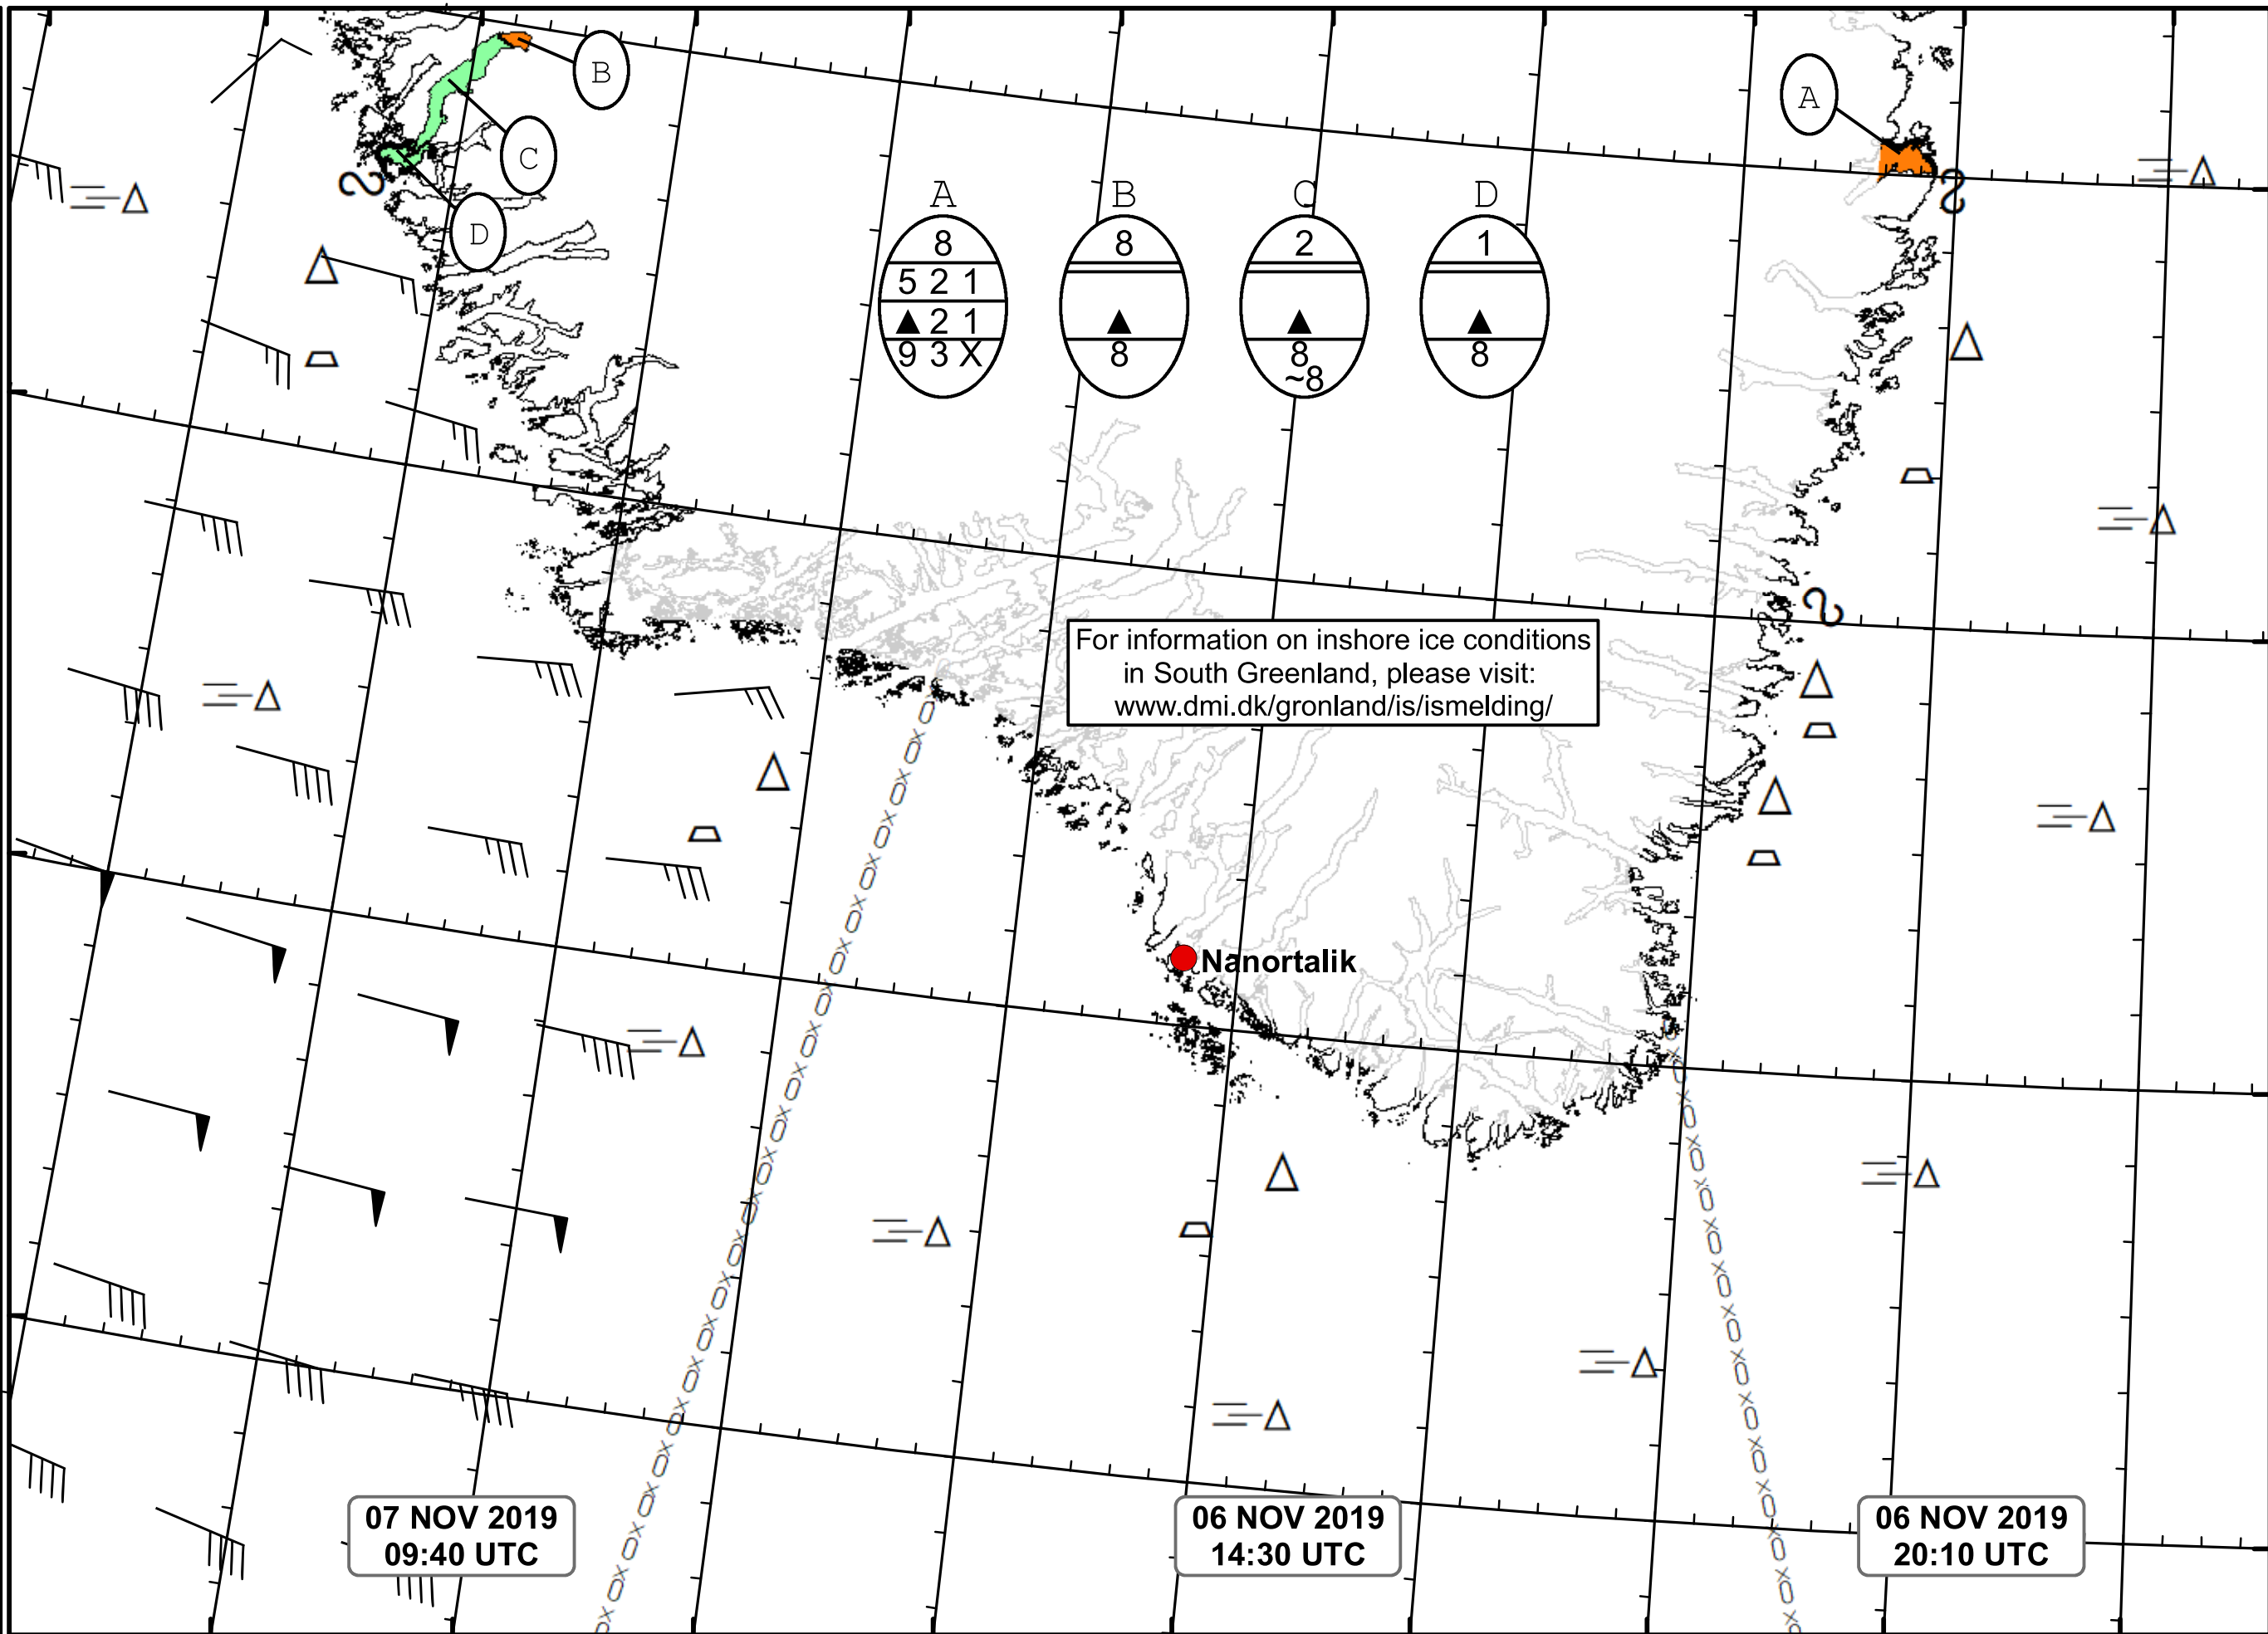 B
A
C
D
A B C D
8 8 2 1
5 2 1
▲ 2 1 ▲ ▲ ▲
9 3 X 8 8 8
~8
For information on inshore ice conditions
in South Greenland, please visit:
www.dmi.dk/gronland/is/ismelding/
Nanortalik
07 NOV 2019
09:40 UTC
06 NOV 2019
14:30 UTC
06 NOV 2019
20:10 UTC